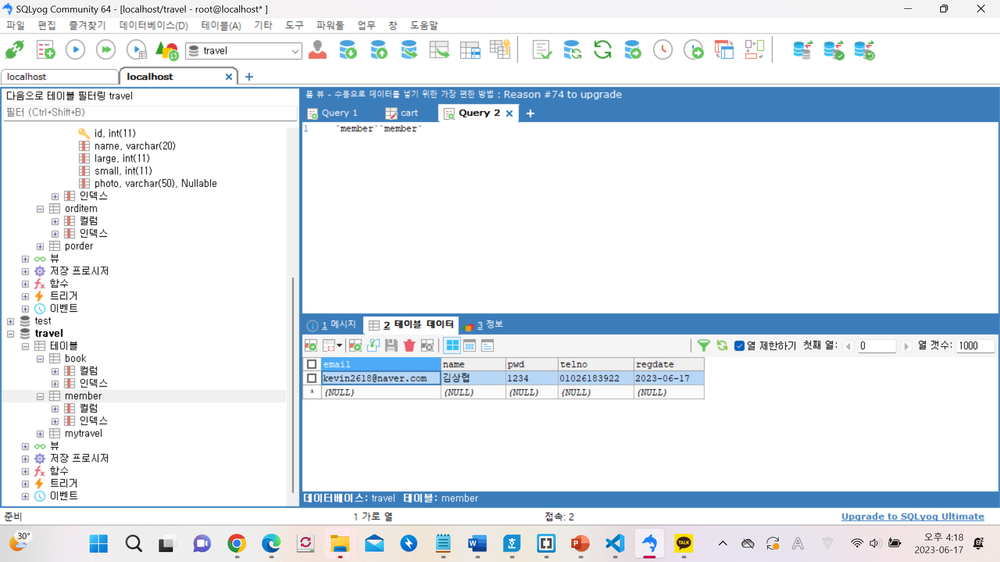 SQLyog Community 64 - [localhost/travel - root@localhost* ]
파일 편집 즐겨찾기 데이터베이스(D) 테이블(A) 기타 도구 파워툴 업무 창 도움말
travel
localhost
localhost
다음으로 테이블 필터링 travel
필터 (Ctrl+Shift+B)
id, int(11)
name, varchar(20)
large, int(11)
small, int(11)
photo, varchar(50), Nullable
인덱스
orditem
컬럼
인덱스
porder
뷰
저장 프로시저
함수
트리거
이벤트
test
travel
테이블
book
컬럼
인덱스
member
컬럼
인덱스
mytravel
뷰
저장 프로시저
함수
트리거
이벤트
폼 뷰 - 수동으로 데이터를 넣기 위한 가장 편한 방법 : Reason #74 to upgrade
Query 1 cart Query 2
1 `member``member`
1 메시지 2 테이블 데이터 3 정보
열 제한하기 첫째 열: 0 열 갯수: 1000
email name pwd telno regdate
kevin2618@naver.com 김상협 1234 01026183922 2023-06-17
* (NULL) (NULL) (NULL) (NULL) (NULL)
데이터베이스: travel 테이블: member
준비 1 가로 열 접속: 2 Upgrade to SQLyog Ultimate
30°
TALK
오후 4:18
2023-06-17